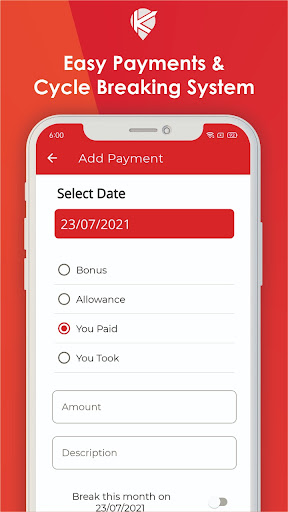 Easy Payments &
Cycle Breaking System
6:00
Add Payment
Select Date
23/07/2021
Bonus
Allowance
You Paid
You Took
Amount
Description
Break this month on
23/07/2021